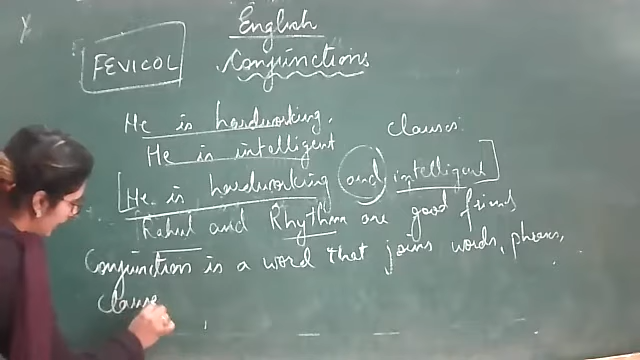 English
FEVICOL
Conjunctions
He is hardworking.
clauses:
He is intelligent
[He is hardworking and intelligent]
Rahul and Rhythm are good friends
Conjunction is a word that joins words, phrases,
clause